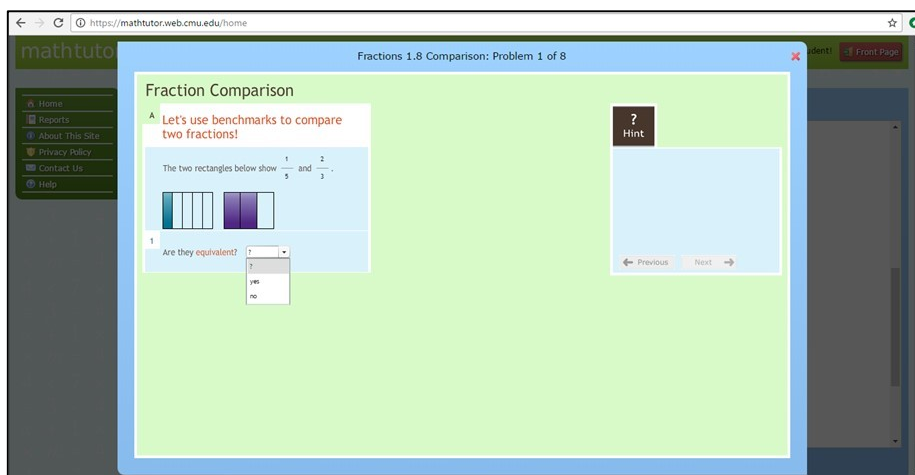 https://mathtutor.web.cmu.edu/home
mathtuto
Fractions 1.8 Comparison: Problem 1 of 8
Front Page
Home
Reports
About This Site
Privacy Policy
Contact Us
Help
Fraction Comparison
A
Let's use benchmarks to compare
two fractions!
The two rectangles below show 1/5 and 2/3 .
1
Are they equivalent? ?
?
yes
no
?
Hint
Previous Next